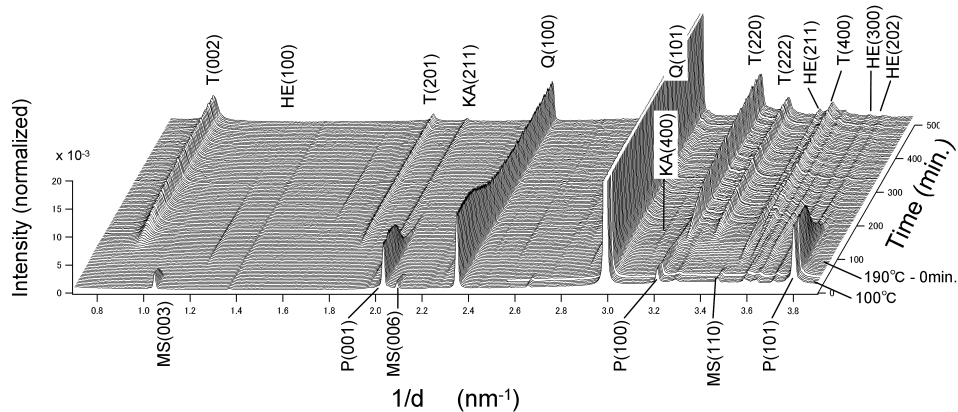 T(002)
HE(100)
T(201)
KA(211)
Q(100)
Q(101)
KA(400)
T(220)
T(222)
HE(211)
T(400)
HE(300)
HE(202)
Intensity (normalized)
x 10-3
20
15
10
5
0
500
400
300
200
100
0
Time (min.)
190°C - 0min.
100°C
0.8
1.0
1.2
1.4
1.6
1.8
2.0
2.2
2.4
2.6
2.8
3.0
3.2
3.4
3.6
3.8
MS(003)
P(001)
MS(006)
P(100)
MS(110)
P(101)
1/d (nm-1)